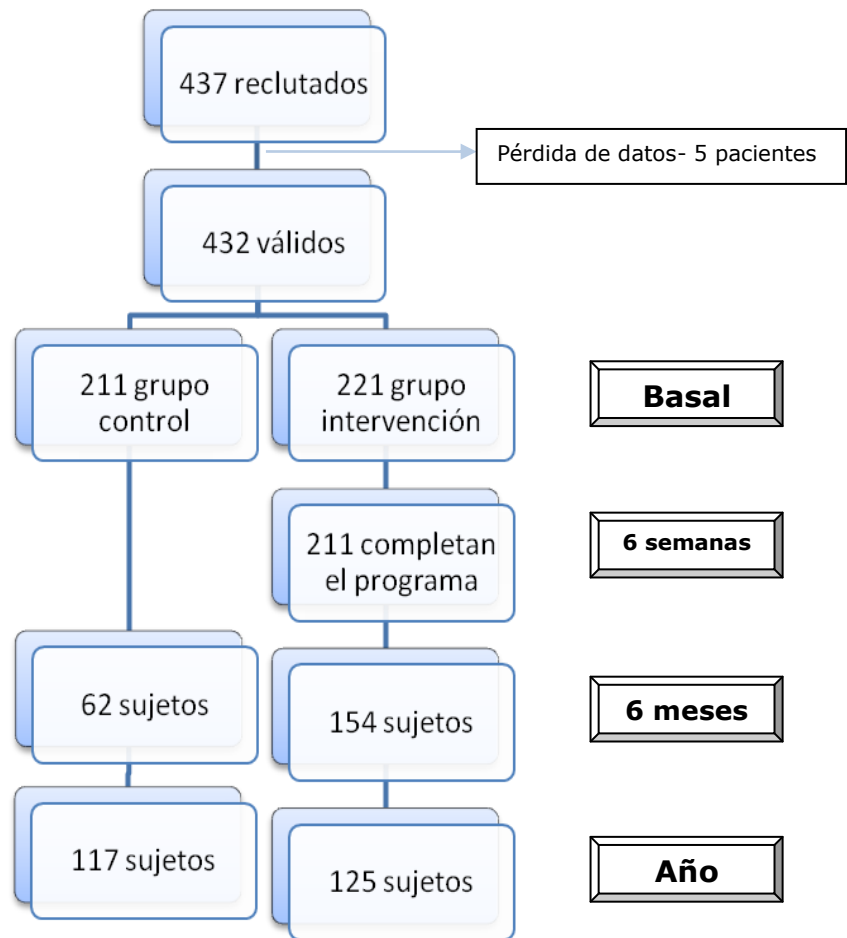 437 reclutados
Pérdida de datos- 5 pacientes
432 válidos
211 grupo
control
221 grupo
intervención
Basal
211 completan
el programa
6 semanas
62 sujetos
154 sujetos
6 meses
117 sujetos
125 sujetos
Año